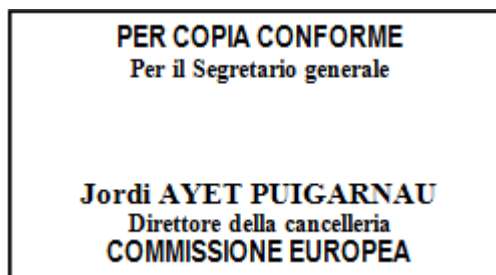 PER COPIA CONFORME
Per il Segretario generale
Jordi AYET PUIGARNAU
Direttore della cancelleria
COMMISSIONE EUROPEA